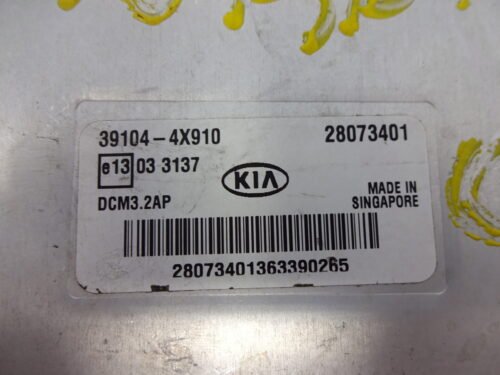 39104-4X910 28073401
e13 03 3137 KIA
DCM3.2AP MADE IN
SINGAPORE
28073401363390265